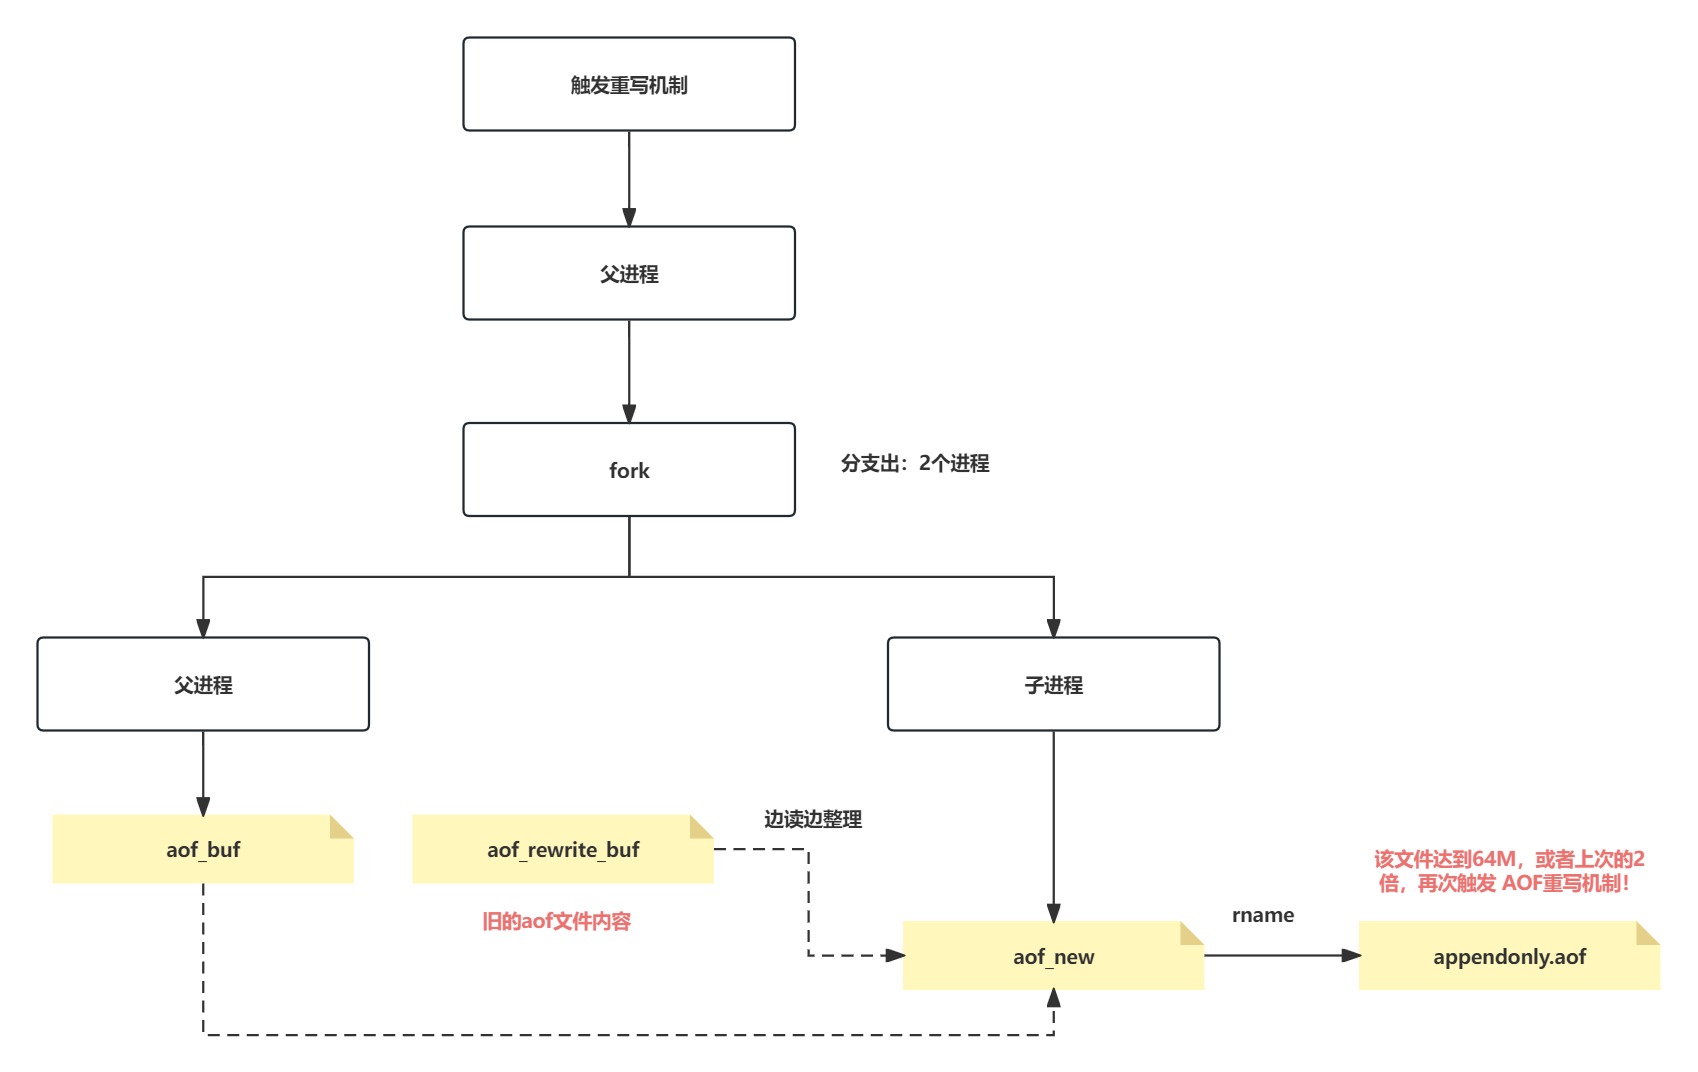 触发重写机制
父进程
fork
分支出：2个进程
父进程
子进程
aof_buf
aof_rewrite_buf
边读边整理
旧的aof文件内容
aof_new
rname
该文件达到64M，或者上次的2
倍，再次触发 AOF重写机制！
appendonly.aof